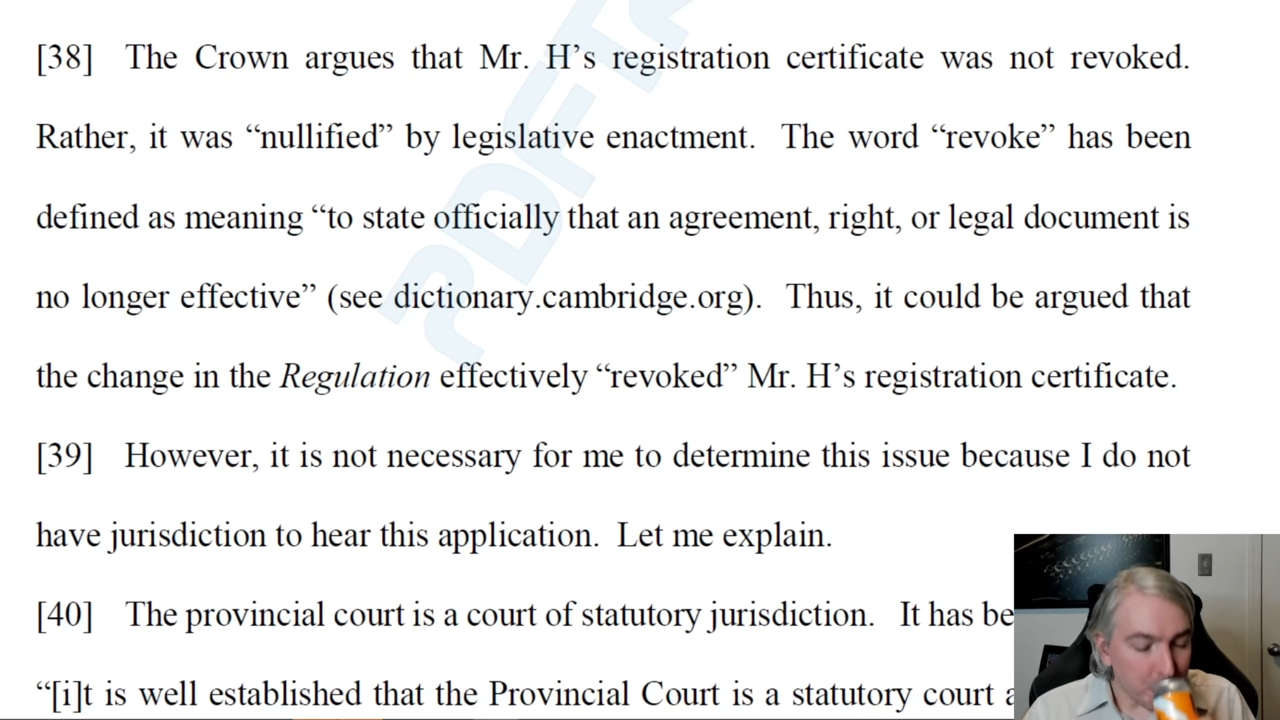 [38] The Crown argues that Mr. H’s registration certificate was not revoked.
Rather, it was “nullified” by legislative enactment. The word “revoke” has been
defined as meaning “to state officially that an agreement, right, or legal document is
no longer effective” (see dictionary.cambridge.org). Thus, it could be argued that
the change in the Regulation effectively “revoked” Mr. H’s registration certificate.
[39] However, it is not necessary for me to determine this issue because I do not
have jurisdiction to hear this application. Let me explain.
[40] The provincial court is a court of statutory jurisdiction. It has be
“[i]t is well established that the Provincial Court is a statutory court
PDFT